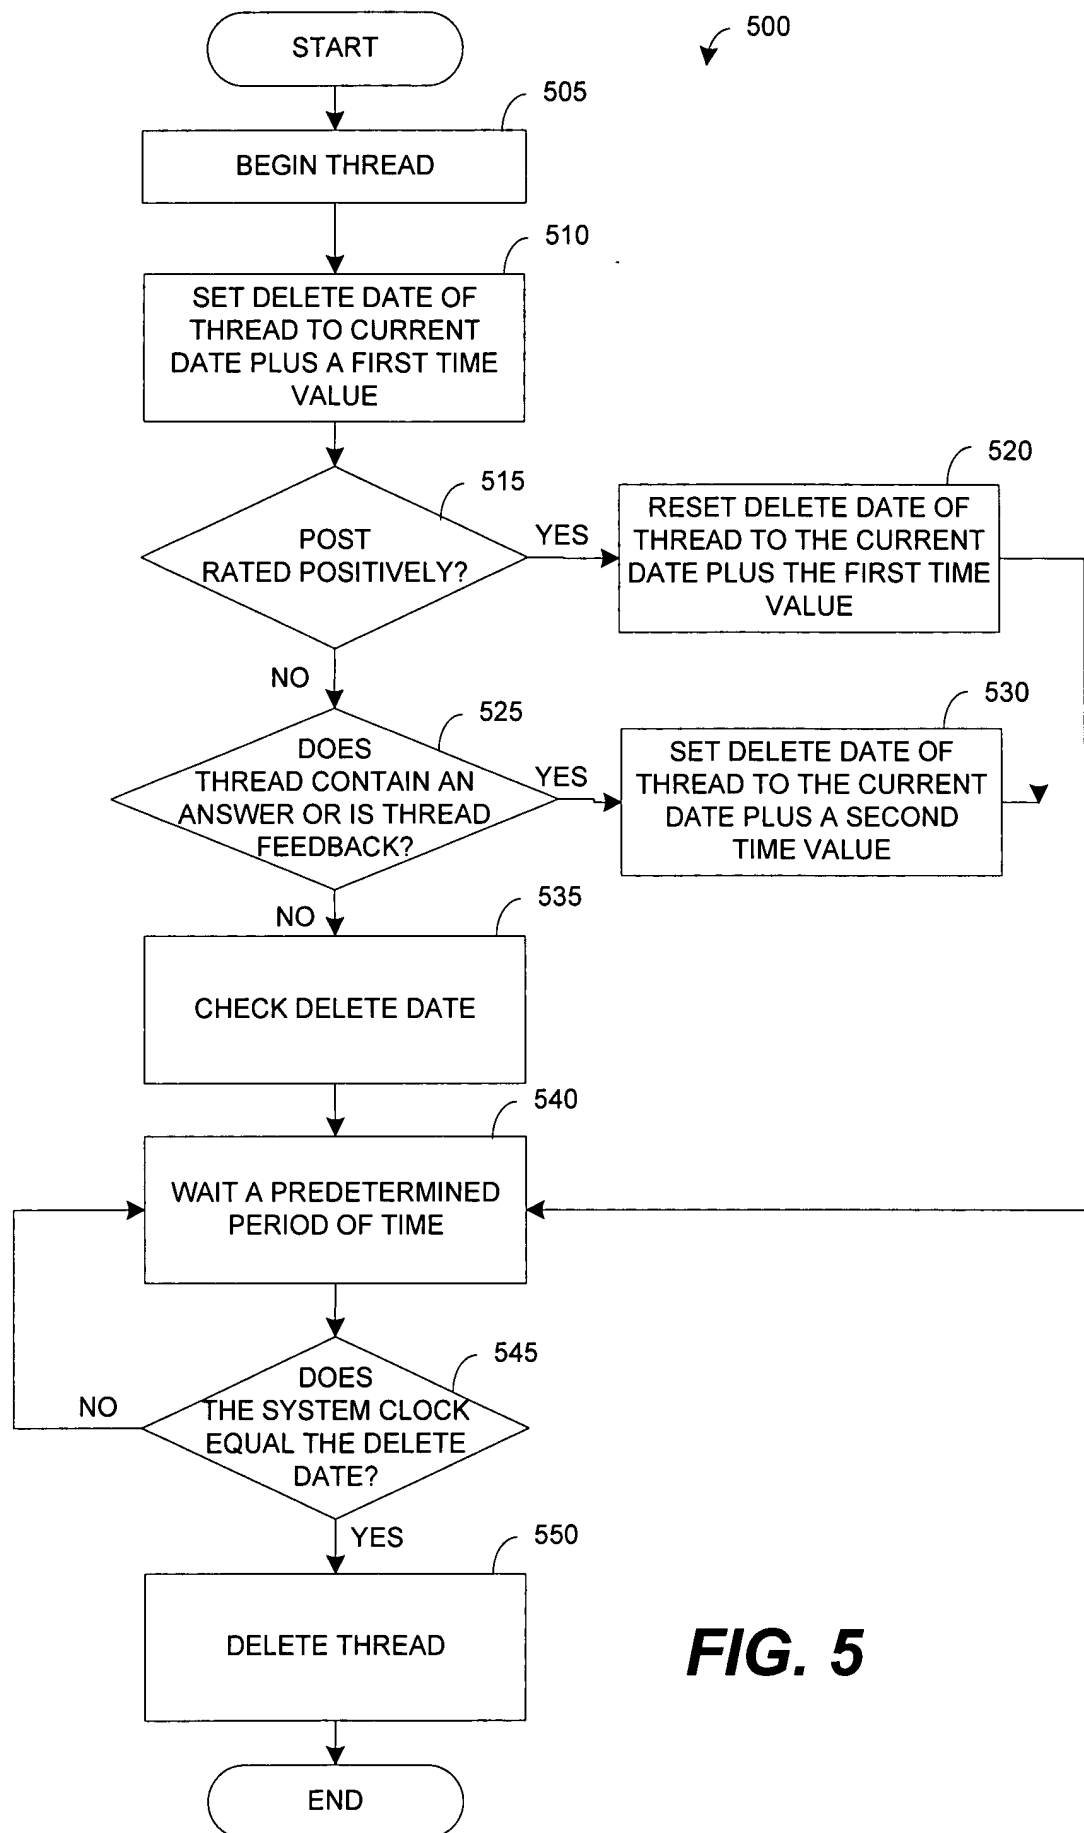 START
500
505
BEGIN THREAD
510
SET DELETE DATE OF
THREAD TO CURRENT
DATE PLUS A FIRST TIME
VALUE
515
POST
RATED POSITIVELY?
YES
520
RESET DELETE DATE OF
THREAD TO THE CURRENT
DATE PLUS THE FIRST TIME
VALUE
NO
525
DOES
THREAD CONTAIN AN
ANSWER OR IS THREAD
FEEDBACK?
YES
530
SET DELETE DATE OF
THREAD TO THE CURRENT
DATE PLUS A SECOND
TIME VALUE
NO
535
CHECK DELETE DATE
540
WAIT A PREDETERMINED
PERIOD OF TIME
545
DOES
THE SYSTEM CLOCK
EQUAL THE DELETE
DATE?
NO
YES
550
DELETE THREAD
FIG. 5
END